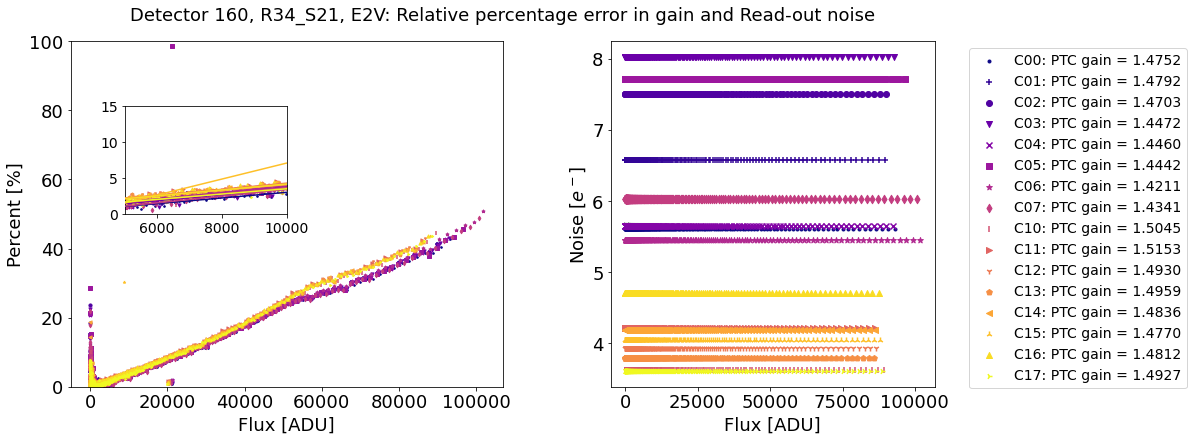 Detector 160, R34_S21, E2V: Relative percentage error in gain and Read-out noise
Percent [%]
100
80
60
40
20
0
15
10
5
0
6000 8000 10000
0 20000 40000 60000 80000 100000
Flux [ADU]
Noise [e⁻]
8
7
6
5
4
0 25000 50000 75000 100000
Flux [ADU]
C00: PTC gain = 1.4752
C01: PTC gain = 1.4792
C02: PTC gain = 1.4703
C03: PTC gain = 1.4472
C04: PTC gain = 1.4460
C05: PTC gain = 1.4442
C06: PTC gain = 1.4211
C07: PTC gain = 1.4341
C10: PTC gain = 1.5045
C11: PTC gain = 1.5153
C12: PTC gain = 1.4930
C13: PTC gain = 1.4959
C14: PTC gain = 1.4836
C15: PTC gain = 1.4770
C16: PTC gain = 1.4812
C17: PTC gain = 1.4927